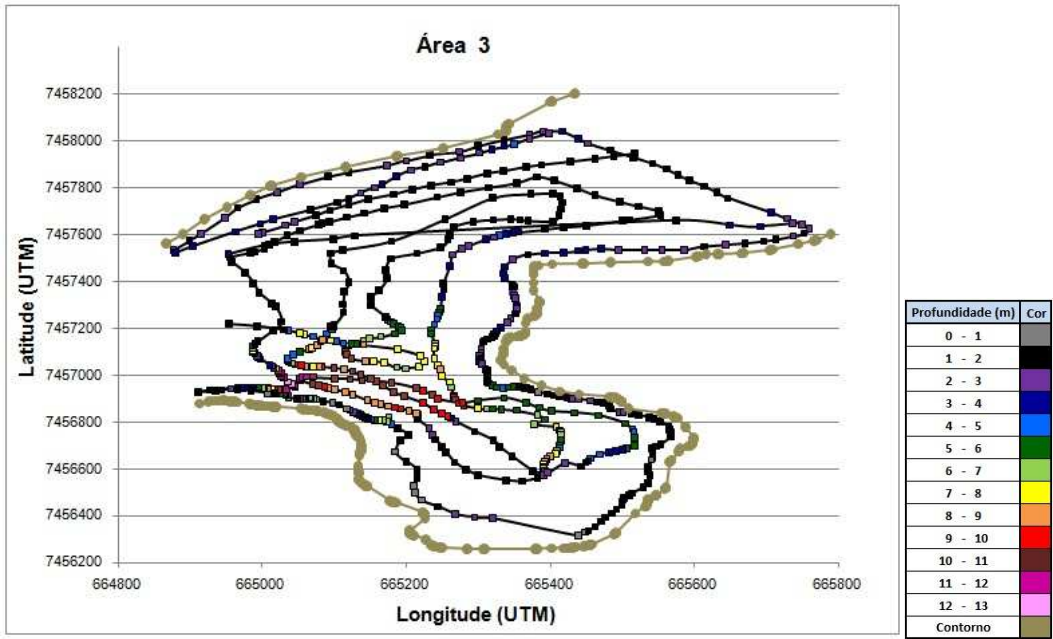 Área 3
Latitude (UTM)
7458200
7458000
7457800
7457600
7457400
7457200
7457000
7456800
7456600
7456400
7456200
664800 665000 665200 665400 665600 665800
Longitude (UTM)
Profundidade (m) Cor
0 - 1
1 - 2
2 - 3
3 - 4
4 - 5
5 - 6
6 - 7
7 - 8
8 - 9
9 - 10
10 - 11
11 - 12
12 - 13
Contorno